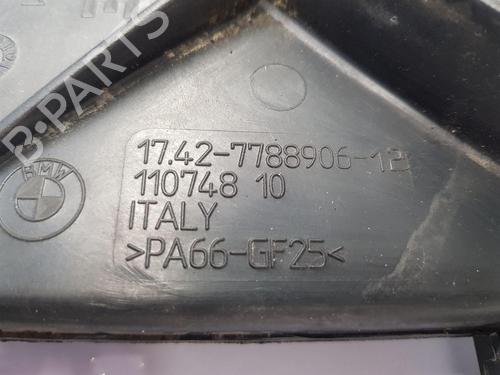 B-PARTS
BMW
17.42-7788906-12
110748 10
ITALY
>PA66-GF25<